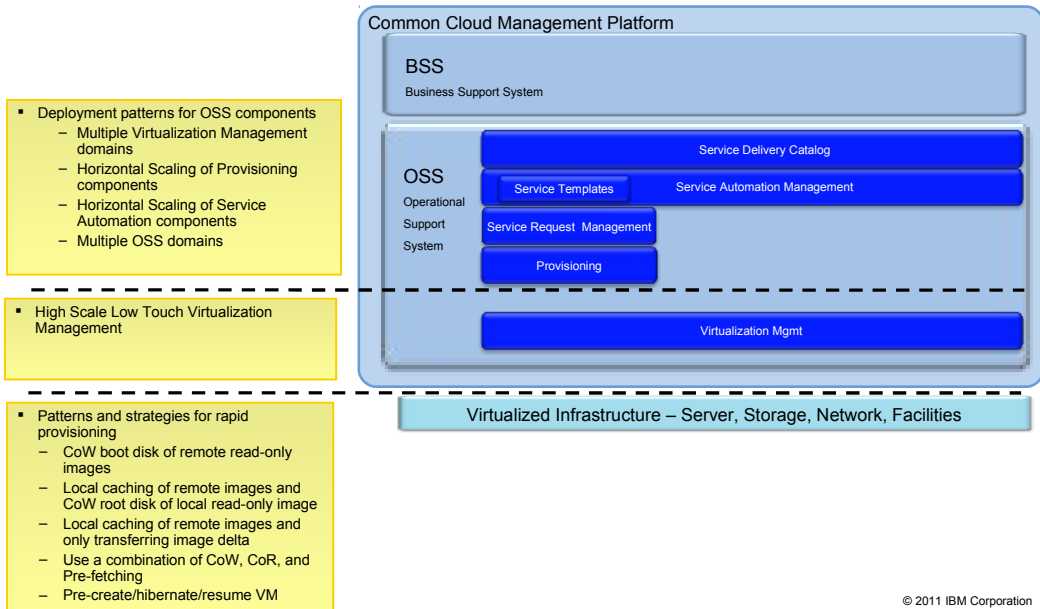 Common Cloud Management Platform
BSS
Business Support System
▪ Deployment patterns for OSS components
– Multiple Virtualization Management
domains
– Horizontal Scaling of Provisioning
components
– Horizontal Scaling of Service
Automation components
– Multiple OSS domains
OSS
Operational
Support
System
Service Delivery Catalog
Service Templates
Service Automation Management
Service Request  Management
Provisioning
▪ High Scale Low Touch Virtualization
Management
Virtualization Mgmt
▪ Patterns and strategies for rapid
provisioning
– CoW boot disk of remote read-only
images
– Local caching of remote images and
CoW root disk of local read-only image
– Local caching of remote images and
only transferring image delta
– Use a combination of CoW, CoR, and
Pre-fetching
– Pre-create/hibernate/resume VM
Virtualized Infrastructure – Server, Storage, Network, Facilities
© 2011 IBM Corporation